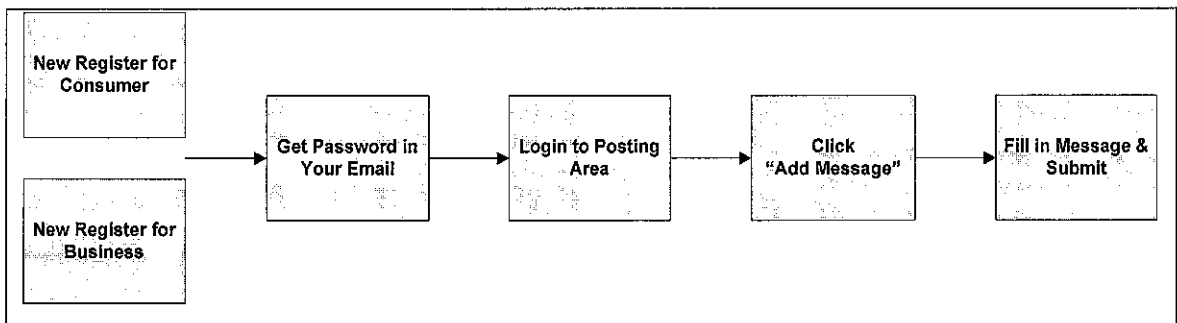 New Register for
Consumer
New Register for
Business
Get Password in
Your Email
Login to Posting
Area
Click
“Add Message”
Fill in Message &
Submit